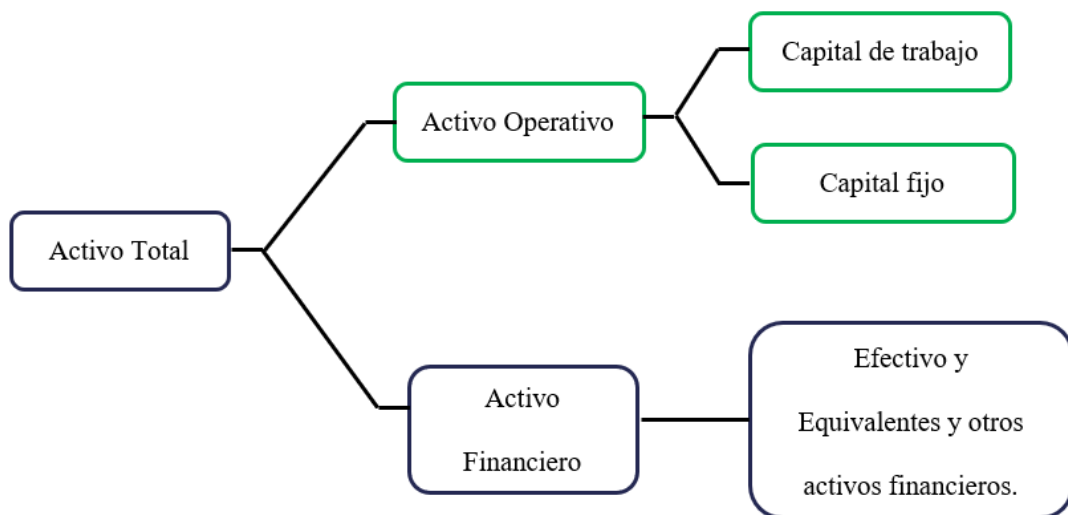 Capital de trabajo
Activo Operativo
Capital fijo
Activo Total
Efectivo y
Equivalentes y otros
activos financieros.
Activo
Financiero